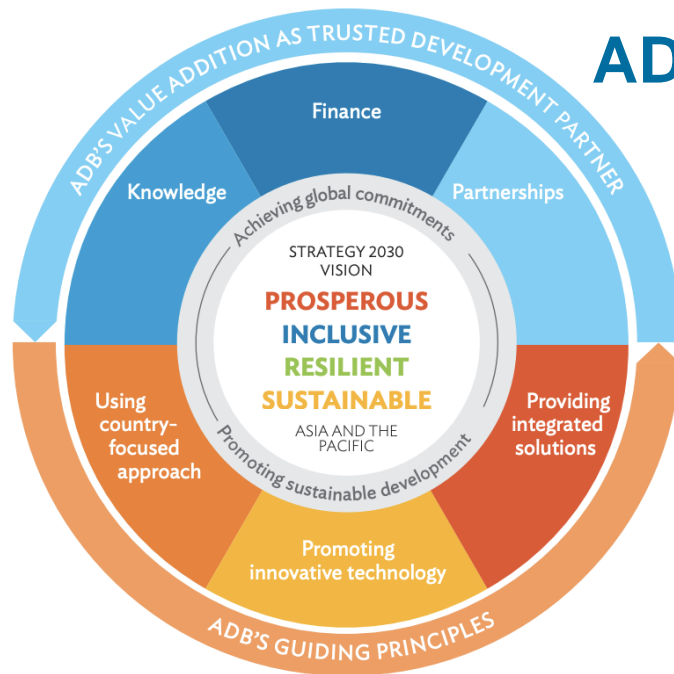 AD
ADB'S VALUE ADDITION AS TRUSTED DEVELOPMENT PARTNER
Finance
Knowledge
Partnerships
Achieving global commitments
STRATEGY 2030
VISION
PROSPEROUS
INCLUSIVE
RESILIENT
SUSTAINABLE
ASIA AND THE
PACIFIC
Promoting sustainable development
Using
country-
focused
approach
Providing
integrated
solutions
Promoting
innovative technology
ADB'S GUIDING PRINCIPLES